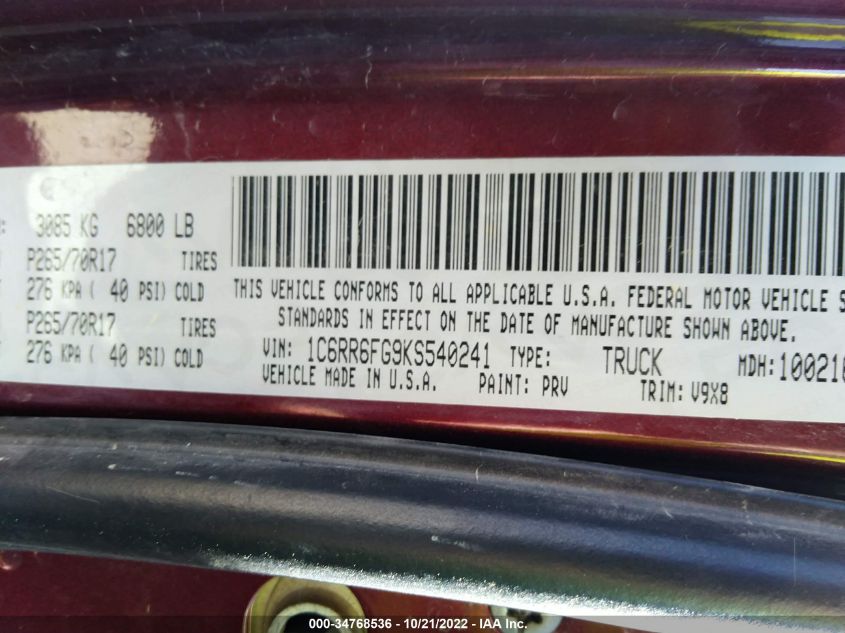 3085 KG 6800 LB
P265/70R17 TIRES
276 KPA ( 40 PSI) COLD
P265/70R17 TIRES
276 KPA ( 40 PSI) COLD
THIS VEHICLE CONFORMS TO ALL APPLICABLE U.S.A. FEDERAL MOTOR VEHICLE S
STANDARDS IN EFFECT ON THE DATE OF MANUFACTURE SHOWN ABOVE.
VIN: 1C6RR6FG9KS540241 TYPE: TRUCK MDH: 100218
VEHICLE MADE IN U.S.A. PAINT: PRV TRIM: V9X8
000-34768536 - 10/21/2022 - IAA Inc.